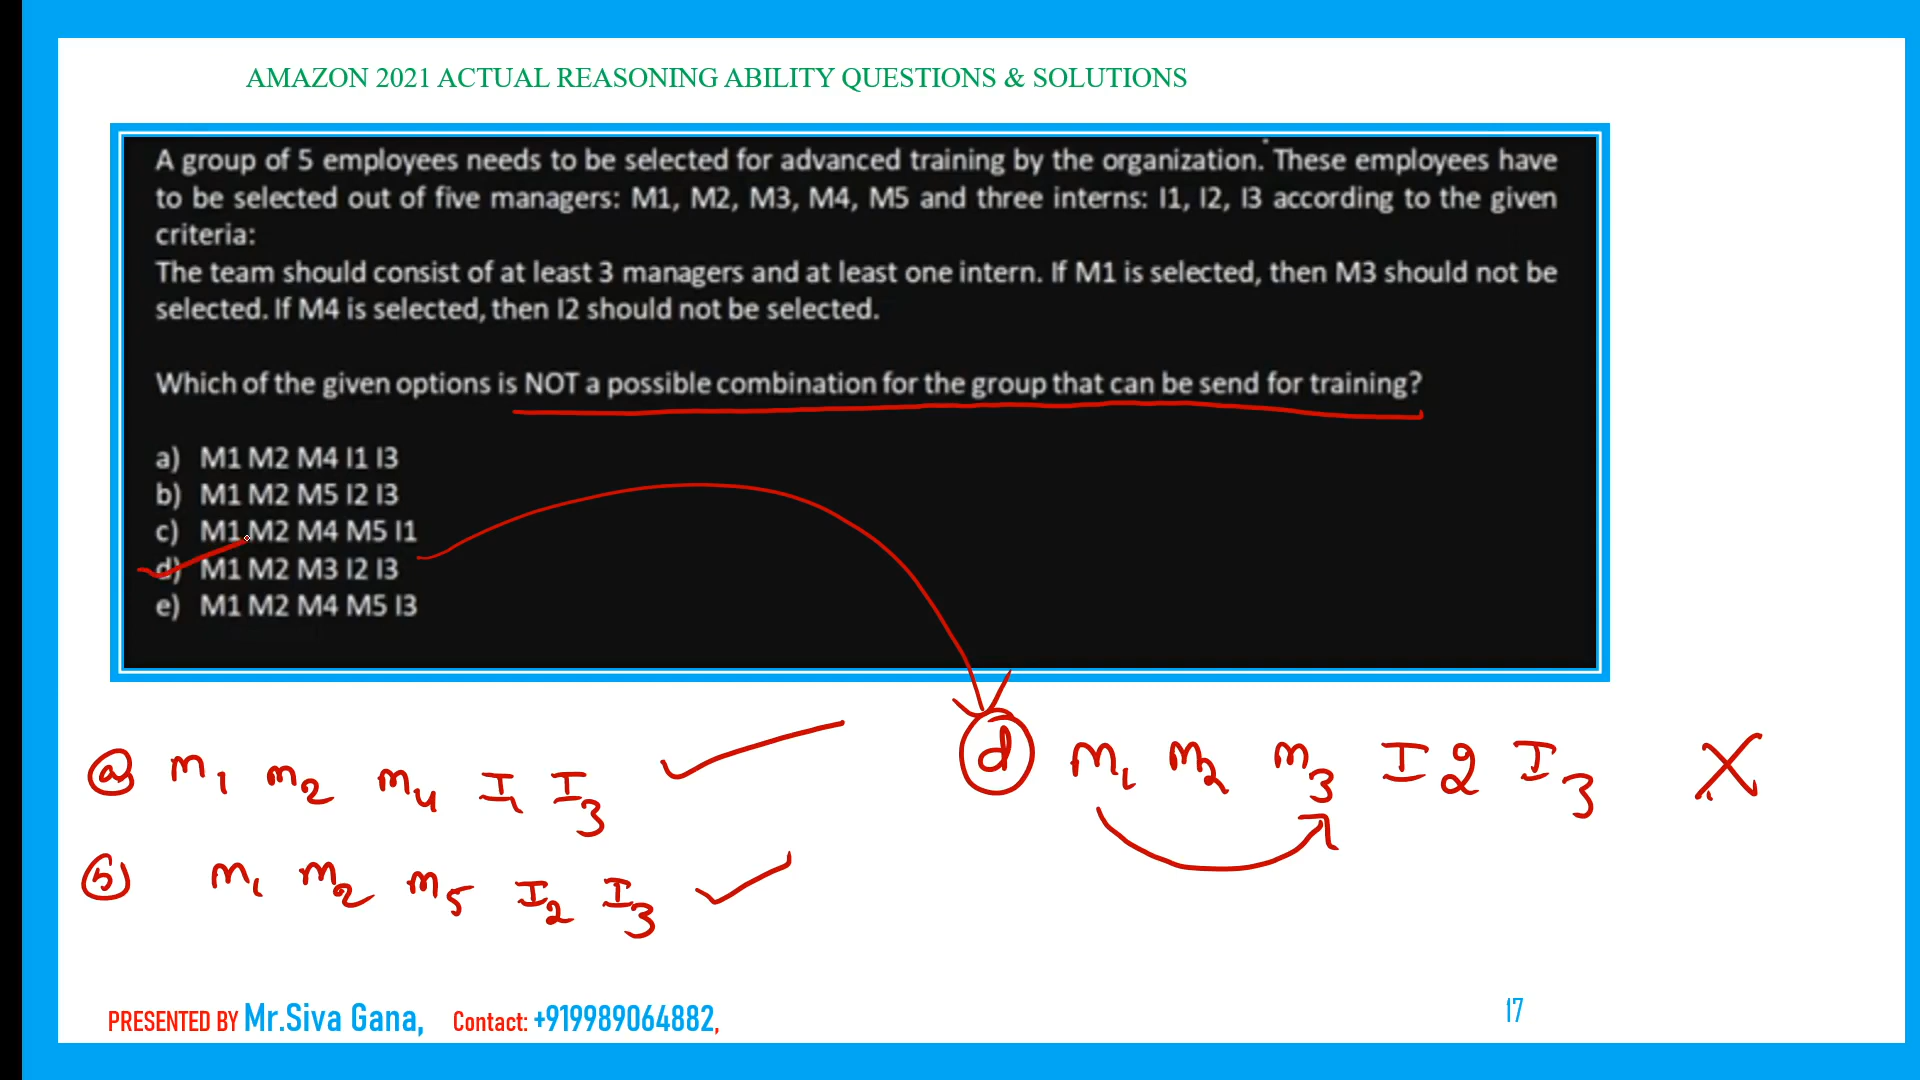 AMAZON 2021 ACTUAL REASONING ABILITY QUESTIONS & SOLUTIONS
A group of 5 employees needs to be selected for advanced training by the organization. These employees have
to be selected out of five managers: M1, M2, M3, M4, M5 and three interns: I1, I2, I3 according to the given
criteria:
The team should consist of at least 3 managers and at least one intern. If M1 is selected, then M3 should not be
selected. If M4 is selected, then I2 should not be selected.
Which of the given options is NOT a possible combination for the group that can be send for training?
a) M1 M2 M4 I1 I3
b) M1 M2 M5 I2 I3
c) M1 M2 M4 M5 I1
d) M1 M2 M3 I2 I3
e) M1 M2 M4 M5 I3
a m1 m2 m4 I1 I3
b m1 m2 m5 I2 I3
d m1 m2 m3 I2 I3 X
PRESENTED BY Mr.Siva Gana, Contact: +919989064882,
17